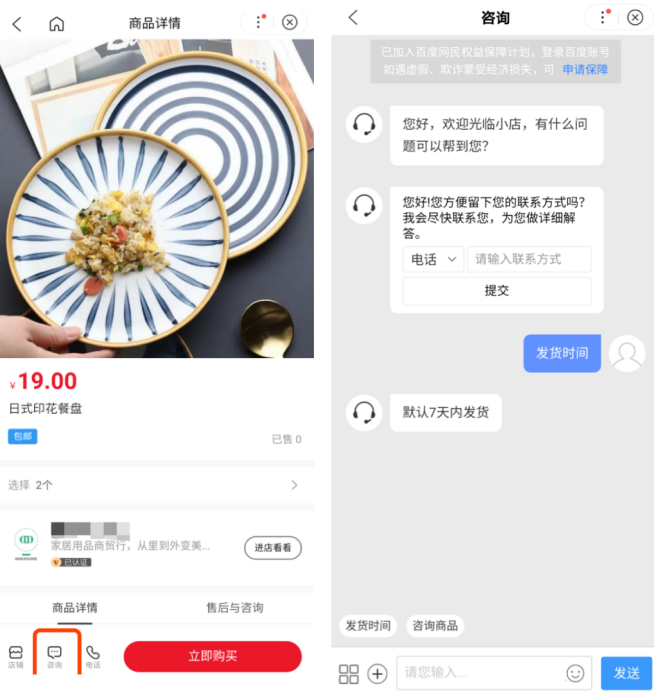 商品详情
¥19.00
日式印花餐盘
包邮
已售 0
选择 2个
家居用品商贸行，从里到外变美...
已认证
进店看看
商品详情
售后与咨询
店铺
咨询
电话
立即购买
咨询
已加入百度网民权益保障计划，登录百度账号
如遇虚假、欺诈蒙受经济损失，可 申请保障
您好，欢迎光临小店，有什么问
题可以帮到您？
您好!您方便留下您的联系方式吗?
我会尽快联系您，为您做详细解
答。
电话
请输入联系方式
提交
发货时间
默认7天内发货
发货时间
咨询商品
请您输入...
发送